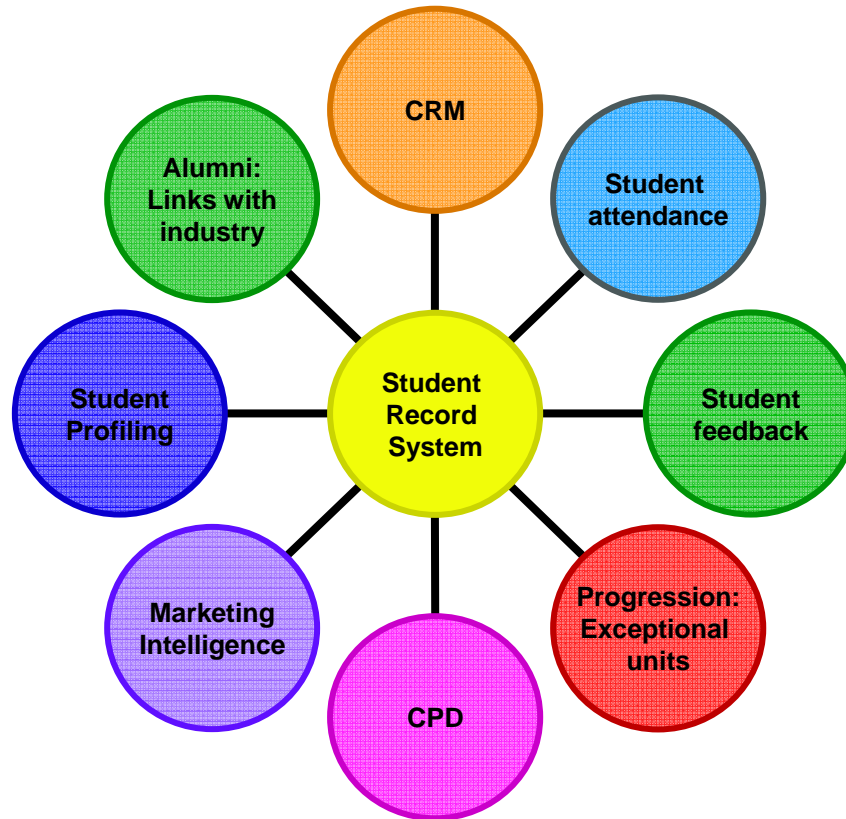 CRM
Alumni:
Links with
industry
Student
attendance
Student
Profiling
Student
Record
System
Student
feedback
Marketing
Intelligence
Progression:
Exceptional
units
CPD